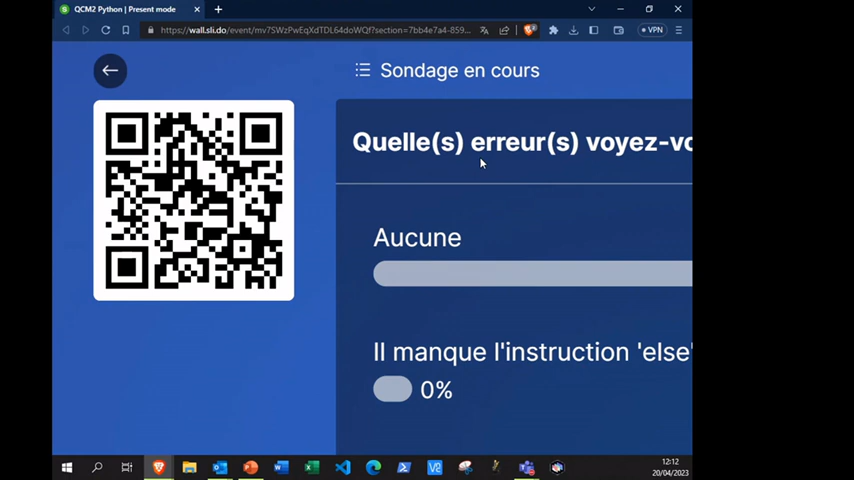 QCM2 Python | Present mode
https://wall.sli.do/event/mv7SWzPwEqXdTDL64doWQf?section=7bb4e7a4-859...
VPN
Sondage en cours
Quelle(s) erreur(s) voyez-vo
Aucune
Il manque l'instruction 'else'
0%
12:12
20/04/2023